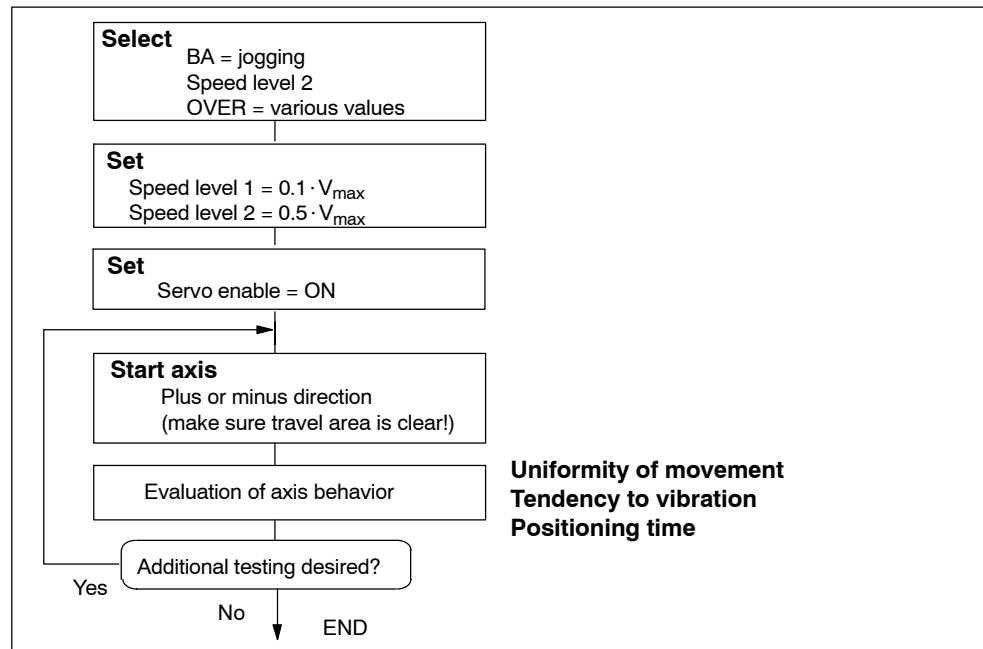 Select
BA = jogging
Speed level 2
OVER = various values
Set
Speed level 1 = 0.1 · Vmax
Speed level 2 = 0.5 · Vmax
Set
Servo enable = ON
Start axis
Plus or minus direction
(make sure travel area is clear!)
Evaluation of axis behavior
Uniformity of movement
Tendency to vibration
Positioning time
Additional testing desired?
Yes
No
END